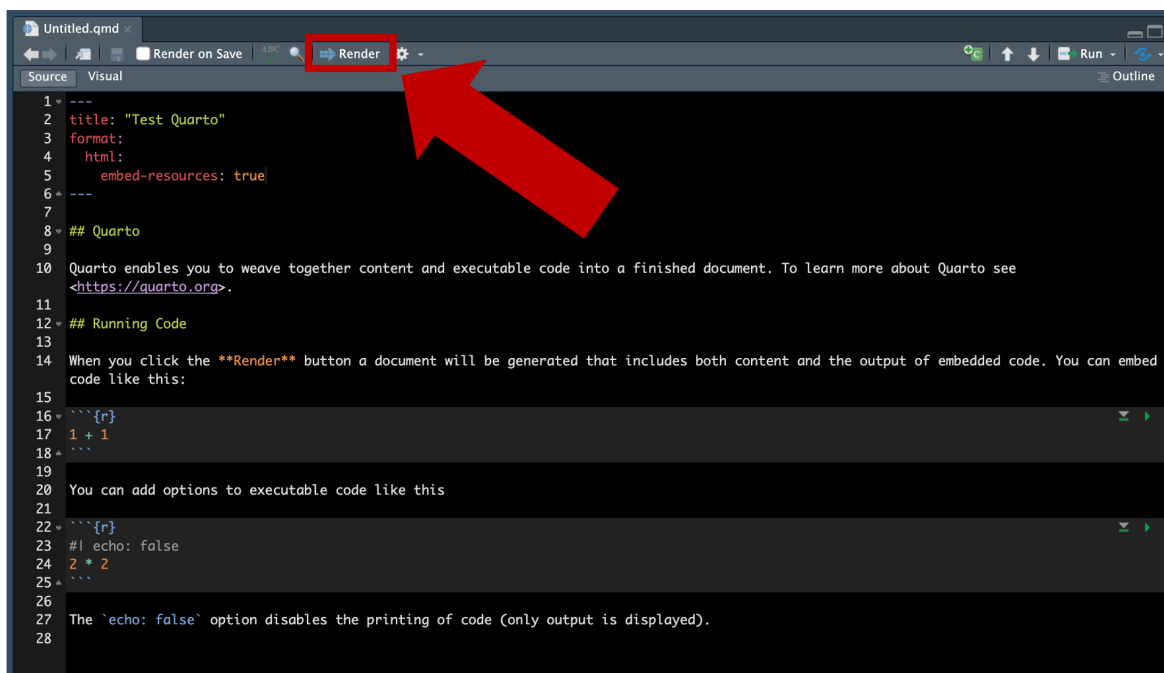 Untitled.qmd ×
Render on Save ABC Render Run
Source Visual Outline
1 ---
2 title: "Test Quarto"
3 format:
4   html:
5     embed-resources: true
6 ---
7
8 ## Quarto
9
10 Quarto enables you to weave together content and executable code into a finished document. To learn more about Quarto see
<https://quarto.org>.
11
12 ## Running Code
13
14 When you click the **Render** button a document will be generated that includes both content and the output of embedded code. You can embed
code like this:
15
16 ```{r}
17 1 + 1
18 ```
19
20 You can add options to executable code like this
21
22 ```{r}
23 #| echo: false
24 2 * 2
25 ```
26
27 The `echo: false` option disables the printing of code (only output is displayed).
28